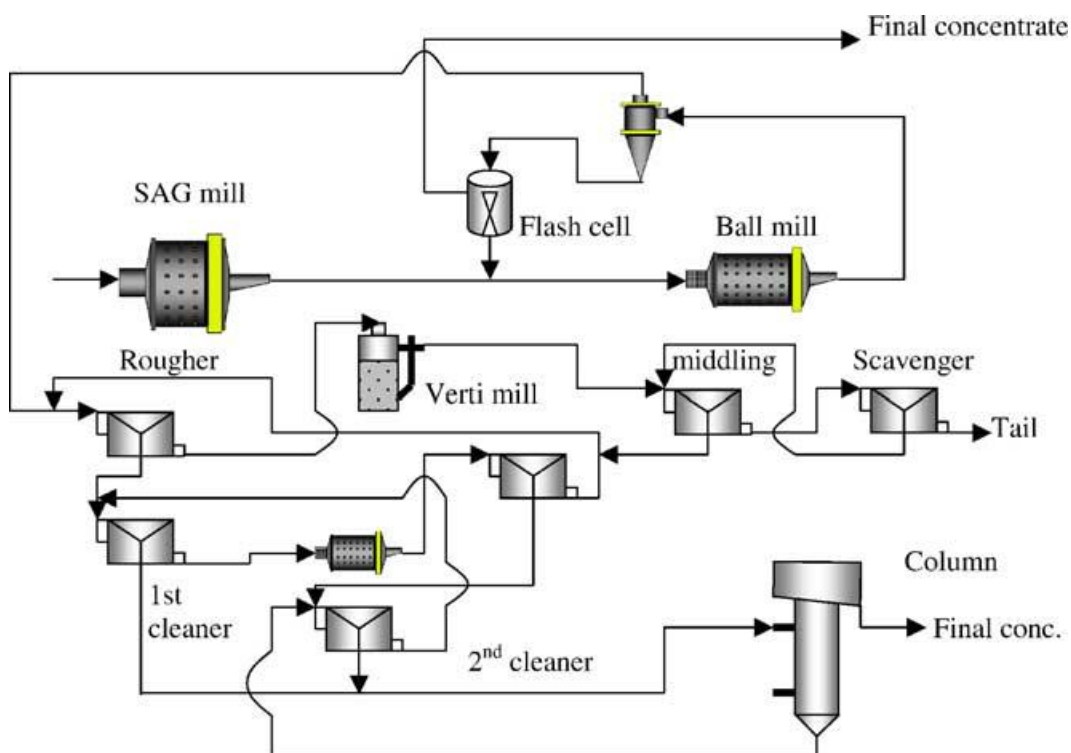 Final concentrate
SAG mill
Flash cell
Ball mill
Rougher
Verti mill
middling
Scavenger
Tail
1st
cleaner
2nd cleaner
Column
Final conc.